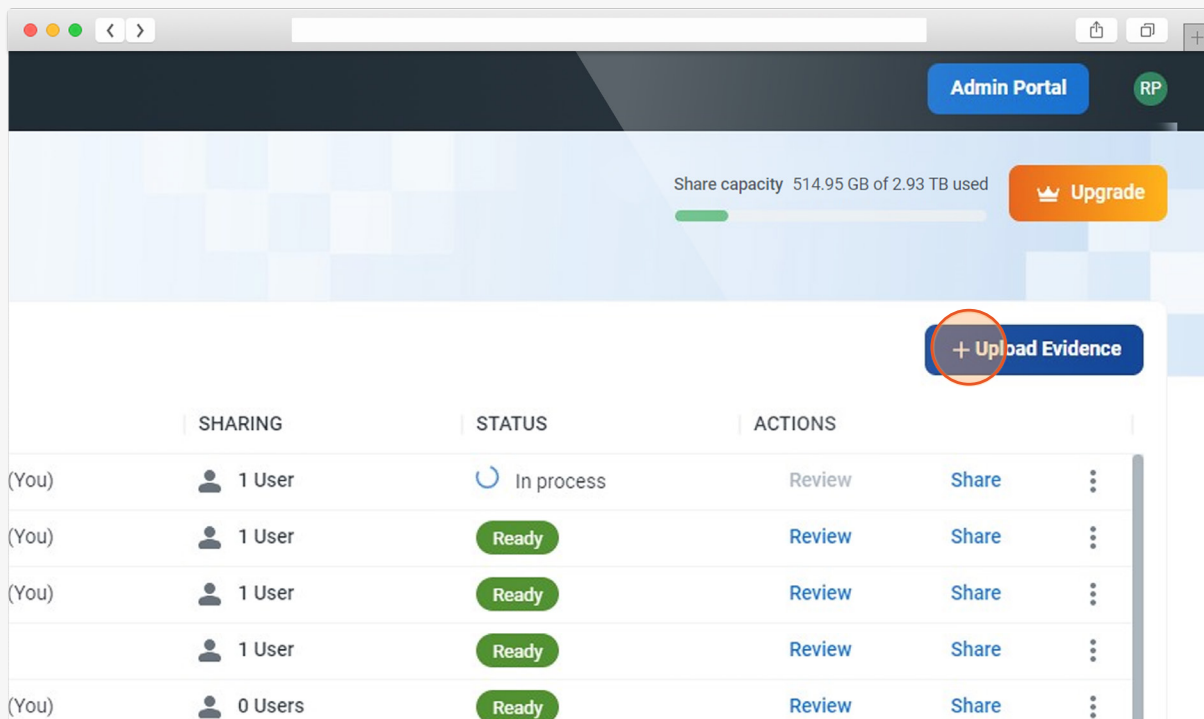 Admin Portal RP
Share capacity 514.95 GB of 2.93 TB used Upgrade
+ Upload Evidence
SHARING STATUS ACTIONS
(You) 1 User In process Review Share
(You) 1 User Ready Review Share
(You) 1 User Ready Review Share
1 User Ready Review Share
(You) 0 Users Ready Review Share